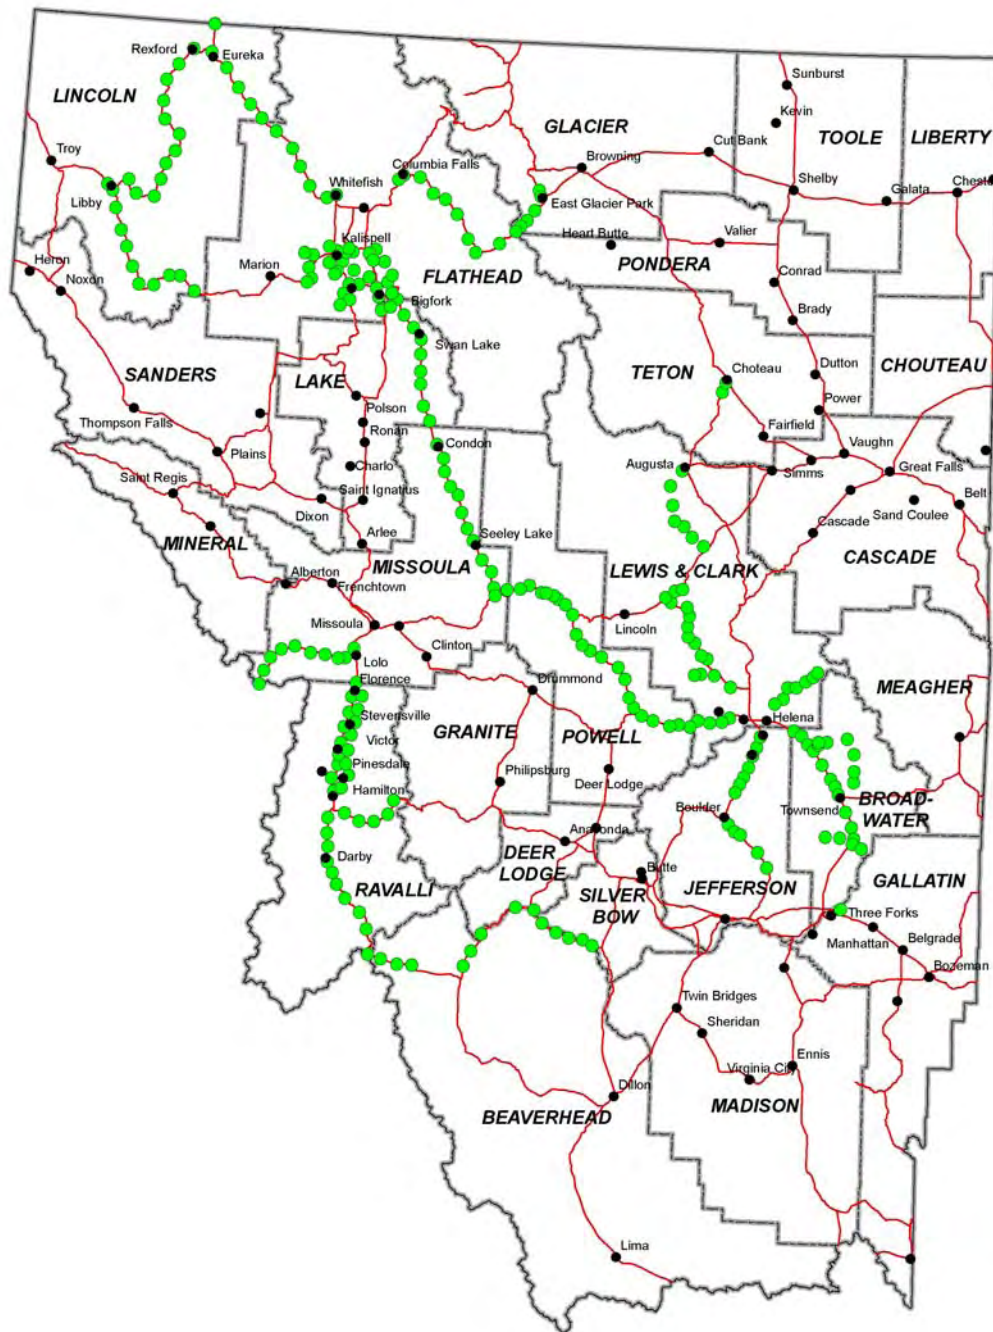 Rexford
Eureka
LINCOLN
Sunburst
Kevin
GLACIER
TOOLE
LIBERTY
Troy
Cut Bank
Browning
Columbia Falls
Shelby
Libby
Whitefish
East Glacier Park
Galata
Heart Butte
Valier
Kalispell
PONDERA
Heron
Marion
FLATHEAD
Noxon
Conrad
Bigfork
Brady
Swan Lake
SANDERS
LAKE
TETON
Choteau
Dutton
CHOUTEAU
Polson
Power
Thompson Falls
Ronan
Fairfield
Condon
Vaughn
Plains
Charlo
Augusta
Simms
Great Falls
Saint Regis
Saint Ignatius
Belt
Dixon
Sand Coulee
Cascade
Arlee
Seeley Lake
MINERAL
CASCADE
MISSOULA
LEWIS & CLARK
Alberton
Frenchtown
Missoula
Lincoln
Clinton
Lolo
Florence
Drummond
MEAGHER
Stevensville
Helena
GRANITE
POWELL
Victor
Pinesdale
Philipsburg
Deer Lodge
Hamilton
BROAD-
WATER
Boulder
Townsend
Anaconda
Darby
DEER
LODGE
Butte
RAVALLI
JEFFERSON
GALLATIN
SILVER
BOW
Three Forks
Manhattan
Belgrade
Bozeman
Twin Bridges
Sheridan
Ennis
Virginia City
Dillon
BEAVERHEAD
MADISON
Lima